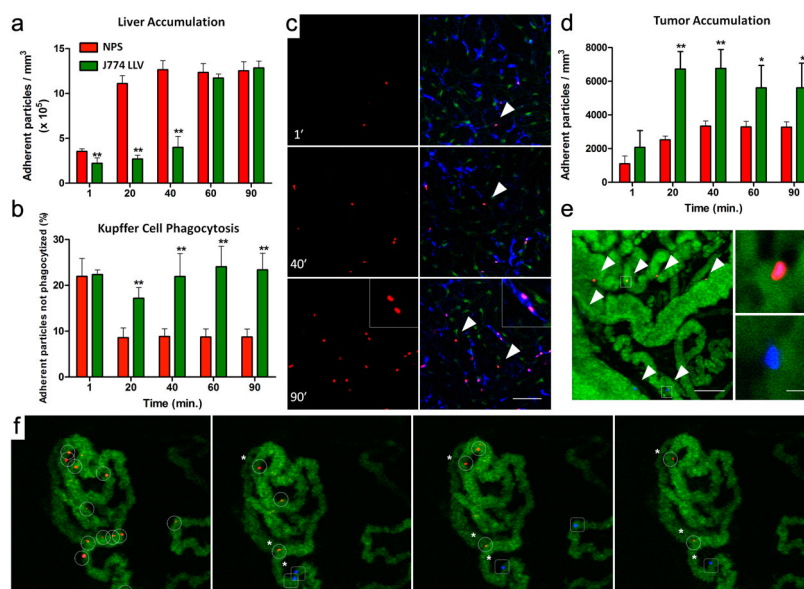 a
Liver Accumulation
NPS
J774 LLV
Adherent particles / mm³
(x 10⁵)
15
10
5
0
**
**
**
1
20
40
60
90
Time (min.)
b
Kupffer Cell Phagocytosis
Adherent particles not phagocytized (%)
30
20
10
0
**
**
**
**
1
20
40
60
90
Time (min.)
c
1’
40’
90’
d
Tumor Accumulation
Adherent particles / mm³
8000
6000
4000
2000
0
**
**
*
*
1
20
40
60
90
Time (min.)
e
f
*
*
*
*
*
*
*
*
*